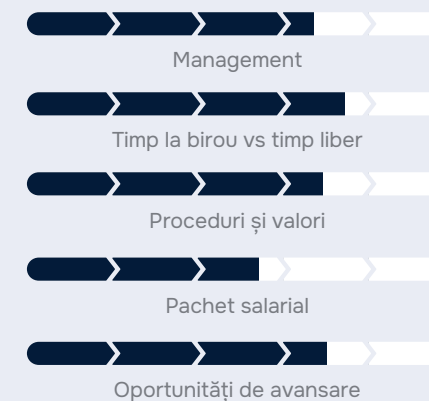 Management
Timp la birou vs timp liber
Proceduri și valori
Pachet salarial
Oportunități de avansare